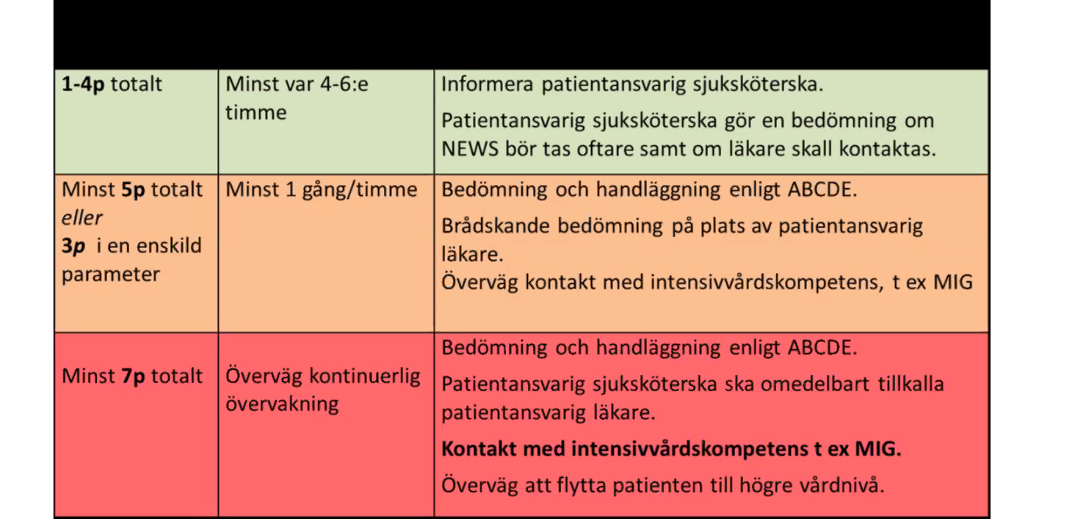 1-4p totalt
Minst var 4-6:e
timme
Informera patientansvarig sjuksköterska.
Patientansvarig sjuksköterska gör en bedömning om
NEWS bör tas oftare samt om läkare skall kontaktas.
Minst 5p totalt
eller
3p i en enskild
parameter
Minst 1 gång/timme
Bedömning och handläggning enligt ABCDE.
Brådskande bedömning på plats av patientansvarig
läkare.
Överväg kontakt med intensivvårdskompetens, t ex MIG
Minst 7p totalt
Överväg kontinuerlig
övervakning
Bedömning och handläggning enligt ABCDE.
Patientansvarig sjuksköterska ska omedelbart tillkalla
patientansvarig läkare.
Kontakt med intensivvårdskompetens t ex MIG.
Överväg att flytta patienten till högre vårdnivå.